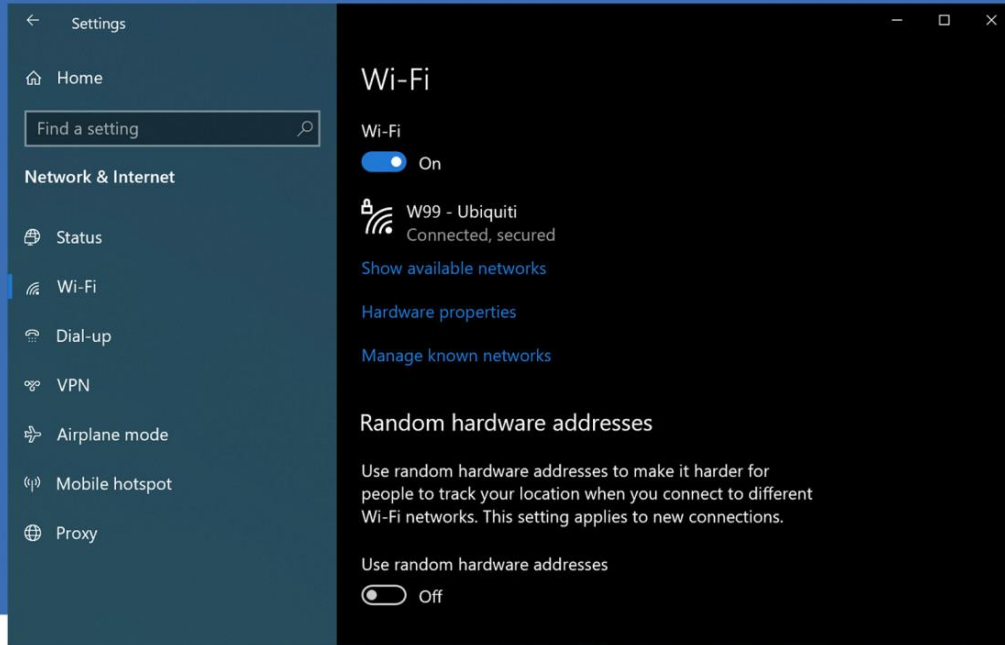 Settings
Home
Find a setting
Network & Internet
Status
Wi-Fi
Dial-up
VPN
Airplane mode
Mobile hotspot
Proxy
Wi-Fi
Wi-Fi
On
W99 - Ubiquiti
Connected, secured
Show available networks
Hardware properties
Manage known networks
Random hardware addresses
Use random hardware addresses to make it harder for
people to track your location when you connect to different
Wi-Fi networks. This setting applies to new connections.
Use random hardware addresses
Off